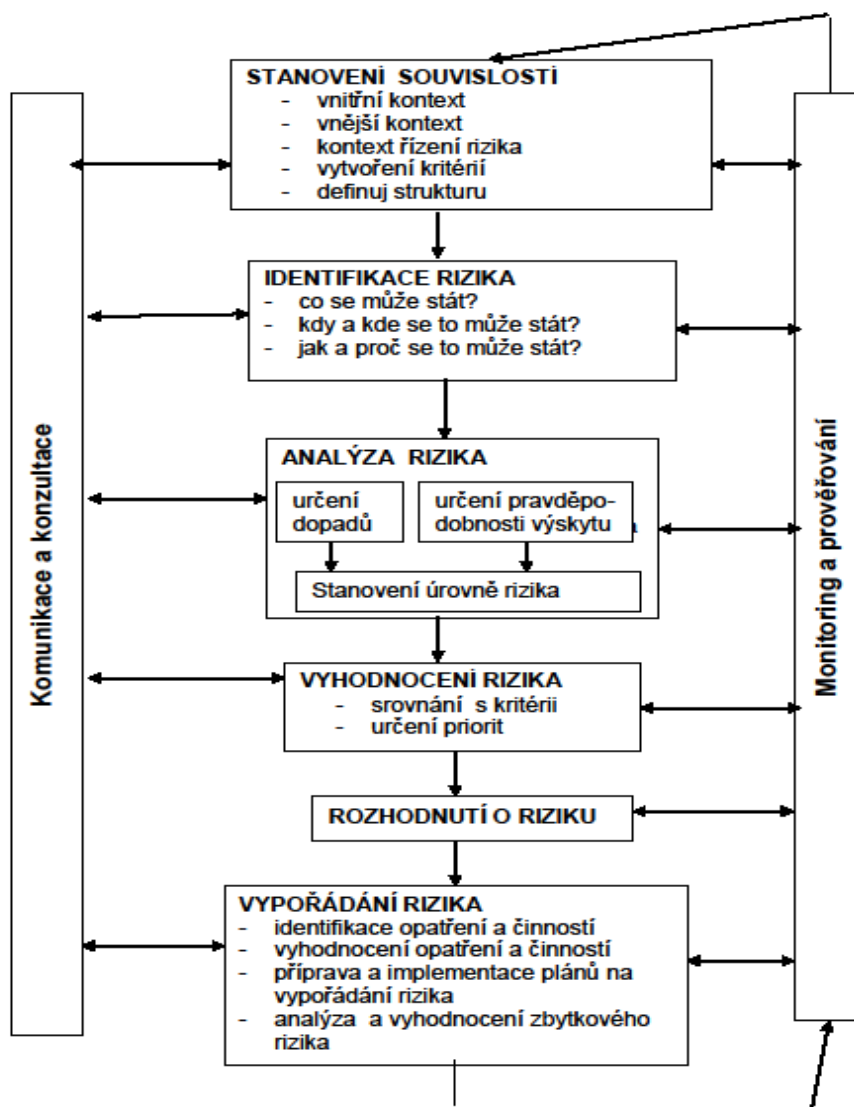 STANOVENÍ SOUVISLOSTÍ
- vnitřní kontext
- vnější kontext
- kontext řízení rizika
- vytvoření kritérií
- definuj strukturu
IDENTIFIKACE RIZIKA
- co se může stát?
- kdy a kde se to může stát?
- jak a proč se to může stát?
ANALÝZA RIZIKA
určení
dopadů
určení pravděpo-
dobnosti výskytu
Stanovení úrovně rizika
VYHODNOCENÍ RIZIKA
- srovnání s kritérii
- určení priorit
ROZHODNUTÍ O RIZIKU
VYPOŘÁDÁNÍ RIZIKA
- identifikace opatření a činností
- vyhodnocení opatření a činností
- příprava a implementace plánů na
vypořádání rizika
- analýza a vyhodnocení zbytkového
rizika
Komunikace a konzultace
Monitoring a prověřování